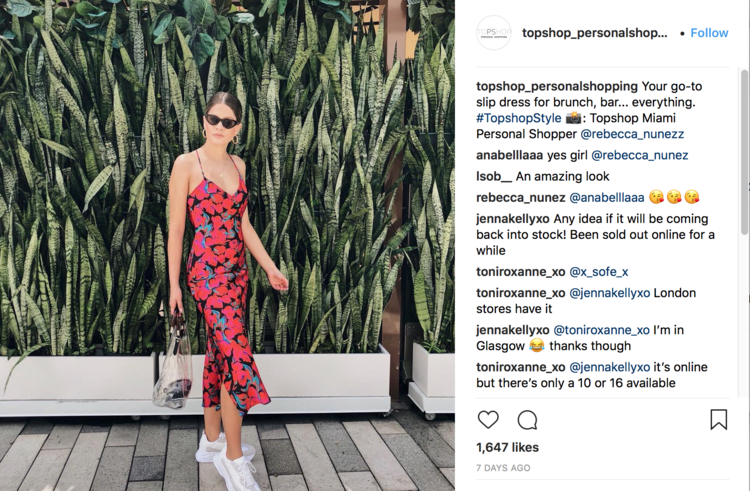 TOPSHOP
topshop_personalshop... • Follow
topshop_personalshopping Your go-to
slip dress for brunch, bar... everything.
#TopshopStyle 📸: Topshop Miami
Personal Shopper @rebecca_nunezz
anabelllaaa yes girl @rebecca_nunez
lsob__ An amazing look
rebecca_nunez @anabelllaaa 😘😘😘
jennakellyxo Any idea if it will be coming
back into stock! Been sold out online for a
while
toniroxanne_xo @x_sofe_x
toniroxanne_xo @jennakellyxo London
stores have it
jennakellyxo @toniroxanne_xo I'm in
Glasgow 😂 thanks though
toniroxanne_xo @jennakellyxo it's online
but there's only a 10 or 16 available
1,647 likes
7 DAYS AGO